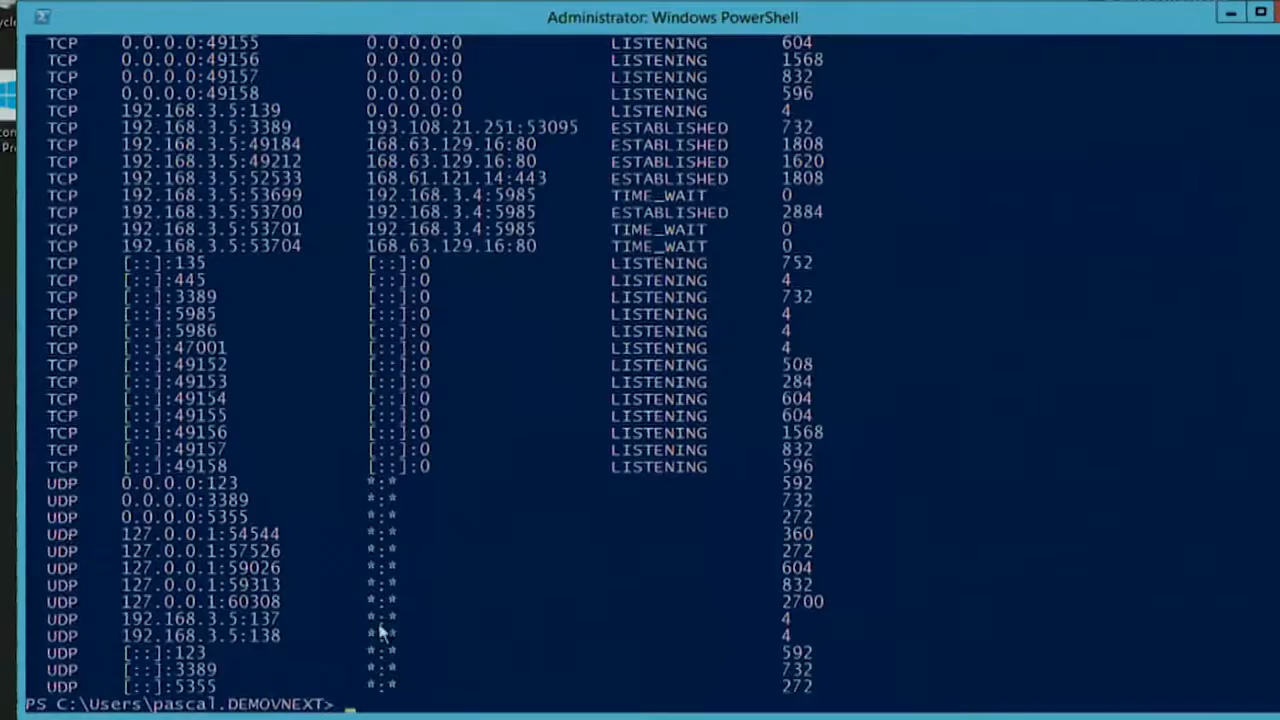 Administrator: Windows PowerShell
TCP 0.0.0.0:49155 0.0.0.0:0 LISTENING 604
TCP 0.0.0.0:49156 0.0.0.0:0 LISTENING 1568
TCP 0.0.0.0:49157 0.0.0.0:0 LISTENING 832
TCP 0.0.0.0:49158 0.0.0.0:0 LISTENING 596
TCP 192.168.3.5:139 0.0.0.0:0 LISTENING 4
TCP 192.168.3.5:3389 193.108.21.251:53095 ESTABLISHED 732
TCP 192.168.3.5:49184 168.63.129.16:80 ESTABLISHED 1808
TCP 192.168.3.5:49212 168.63.129.16:80 ESTABLISHED 1620
TCP 192.168.3.5:52533 168.61.121.14:443 ESTABLISHED 1808
TCP 192.168.3.5:53699 192.168.3.4:5985 TIME_WAIT 0
TCP 192.168.3.5:53700 192.168.3.4:5985 ESTABLISHED 2884
TCP 192.168.3.5:53701 192.168.3.4:5985 TIME_WAIT 0
TCP 192.168.3.5:53704 168.63.129.16:80 TIME_WAIT 0
TCP [::]:135 [::]:0 LISTENING 752
TCP [::]:445 [::]:0 LISTENING 4
TCP [::]:3389 [::]:0 LISTENING 732
TCP [::]:5985 [::]:0 LISTENING 4
TCP [::]:5986 [::]:0 LISTENING 4
TCP [::]:47001 [::]:0 LISTENING 4
TCP [::]:49152 [::]:0 LISTENING 508
TCP [::]:49153 [::]:0 LISTENING 284
TCP [::]:49154 [::]:0 LISTENING 604
TCP [::]:49155 [::]:0 LISTENING 604
TCP [::]:49156 [::]:0 LISTENING 1568
TCP [::]:49157 [::]:0 LISTENING 832
TCP [::]:49158 [::]:0 LISTENING 596
UDP 0.0.0.0:123 *:* 592
UDP 0.0.0.0:3389 *:* 732
UDP 0.0.0.0:5355 *:* 272
UDP 127.0.0.1:54544 *:* 360
UDP 127.0.0.1:57526 *:* 272
UDP 127.0.0.1:59026 *:* 604
UDP 127.0.0.1:59313 *:* 832
UDP 127.0.0.1:60308 *:* 2700
UDP 192.168.3.5:137 *:* 4
UDP 192.168.3.5:138 *:* 4
UDP [::]:123 *:* 592
UDP [::]:3389 *:* 732
UDP [::]:5355 *:* 272
PS C:\Users\pascal.DEMOVNEXT>